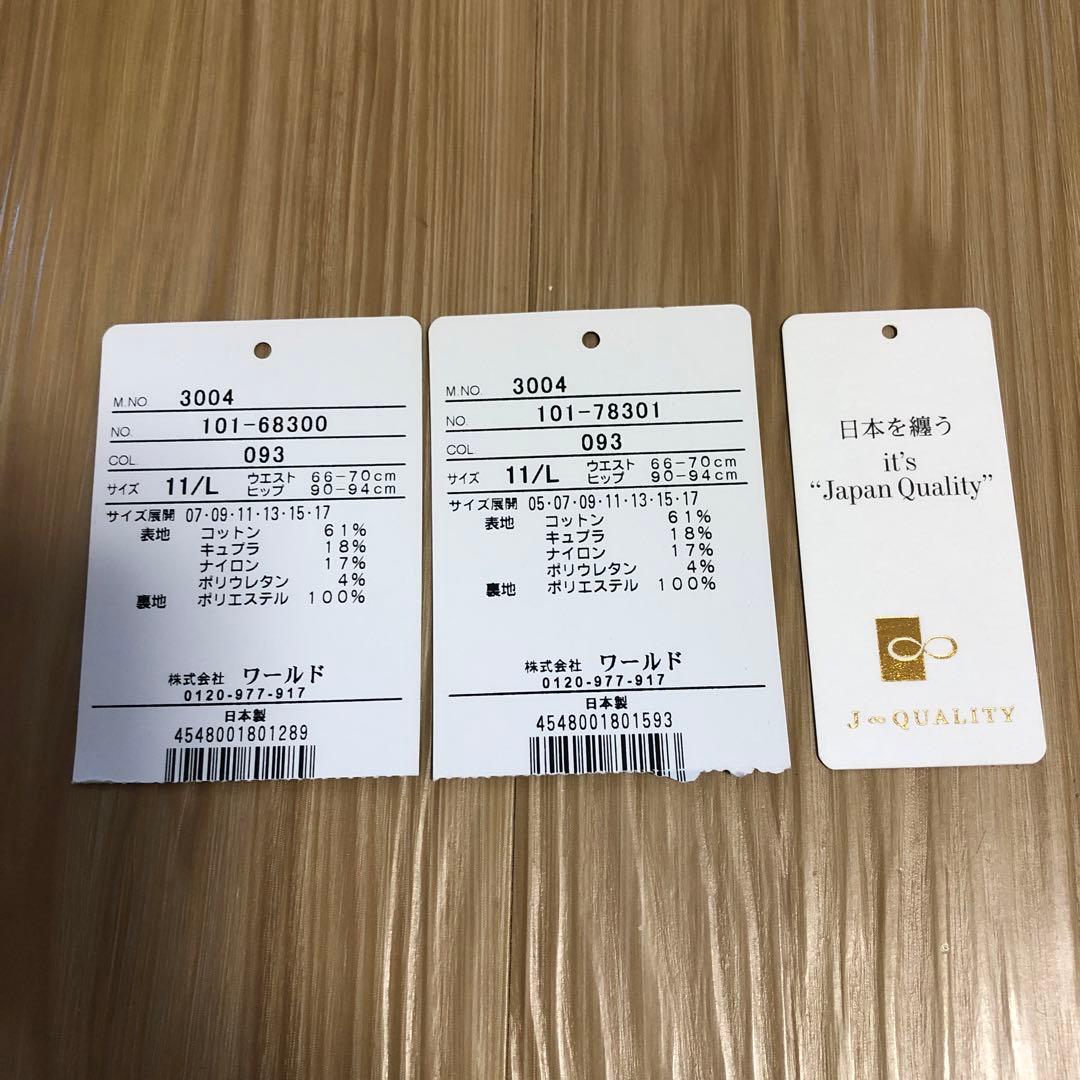 M.NO. 3004
NO. 101-68300
COL. 093
サイズ 11/L ウエスト 66-70cm
ヒップ 90-94cm
サイズ展開 07・09・11・13・15・17
表地 コットン 61%
キュプラ 18%
ナイロン 17%
ポリウレタン 4%
裏地 ポリエステル 100%
株式会社 ワールド
0120-977-917
日本製
4548001801289
M.NO. 3004
NO. 101-78301
COL. 093
サイズ 11/L ウエスト 66-70cm
ヒップ 90-94cm
サイズ展開 05・07・09・11・13・15・17
表地 コットン 61%
キュプラ 18%
ナイロン 17%
ポリウレタン 4%
裏地 ポリエステル 100%
株式会社 ワールド
0120-977-917
日本製
4548001801593
日本を纏う
it's
“Japan Quality”
J∞QUALITY